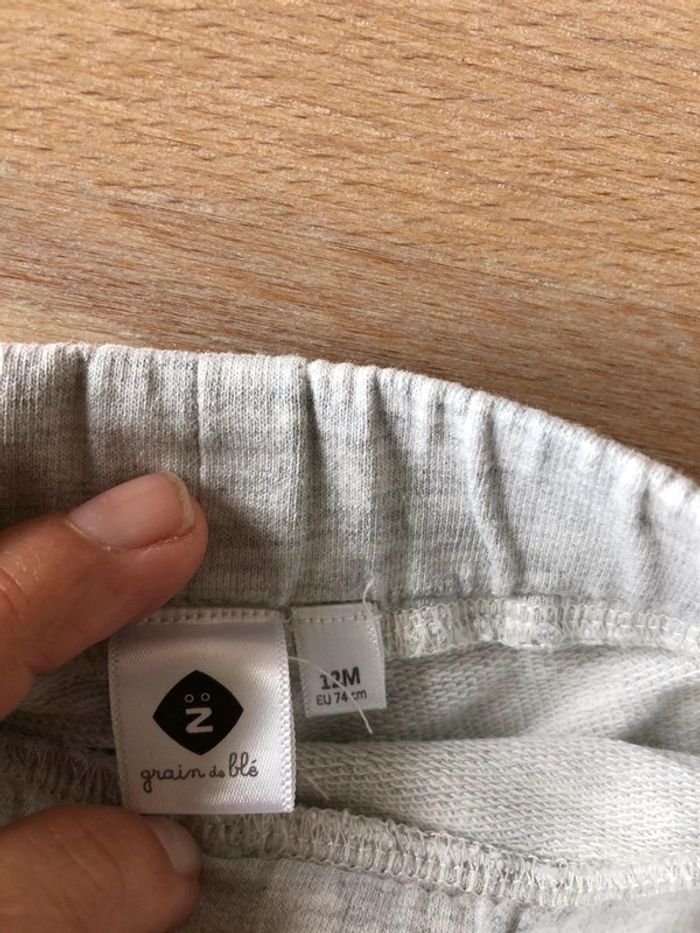 Z
grain de blé
12M
EU 74 cm